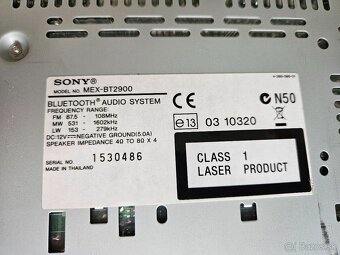 SONY®
MODEL NO. MEX-BT2900
BLUETOOTH® AUDIO SYSTEM
FREQUENCY RANGE:
FM 87.5 - 108MHz
MW 531 - 1602kHz
LW 153 - 279kHz
DC 12V NEGATIVE GROUND(5.0A)
SPEAKER IMPEDANCE 4Ω TO 8Ω X 4
SERIAL NO. 1530486
MADE IN THAILAND
CE
N50
e13 03 10320
CLASS 1
LASER PRODUCT